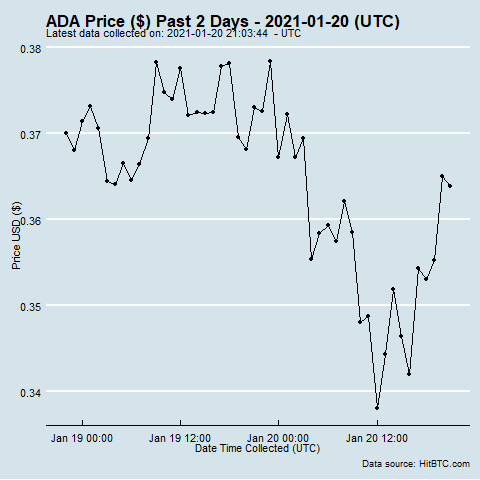 ADA Price ($) Past 2 Days - 2021-01-20 (UTC)
Latest data collected on: 2021-01-20 21:03:44 - UTC
0.38
0.37
0.36
0.35
0.34
Price USD ($)
Jan 19 00:00 Jan 19 12:00 Jan 20 00:00 Jan 20 12:00
Date Time Collected (UTC)
Data source: HitBTC.com